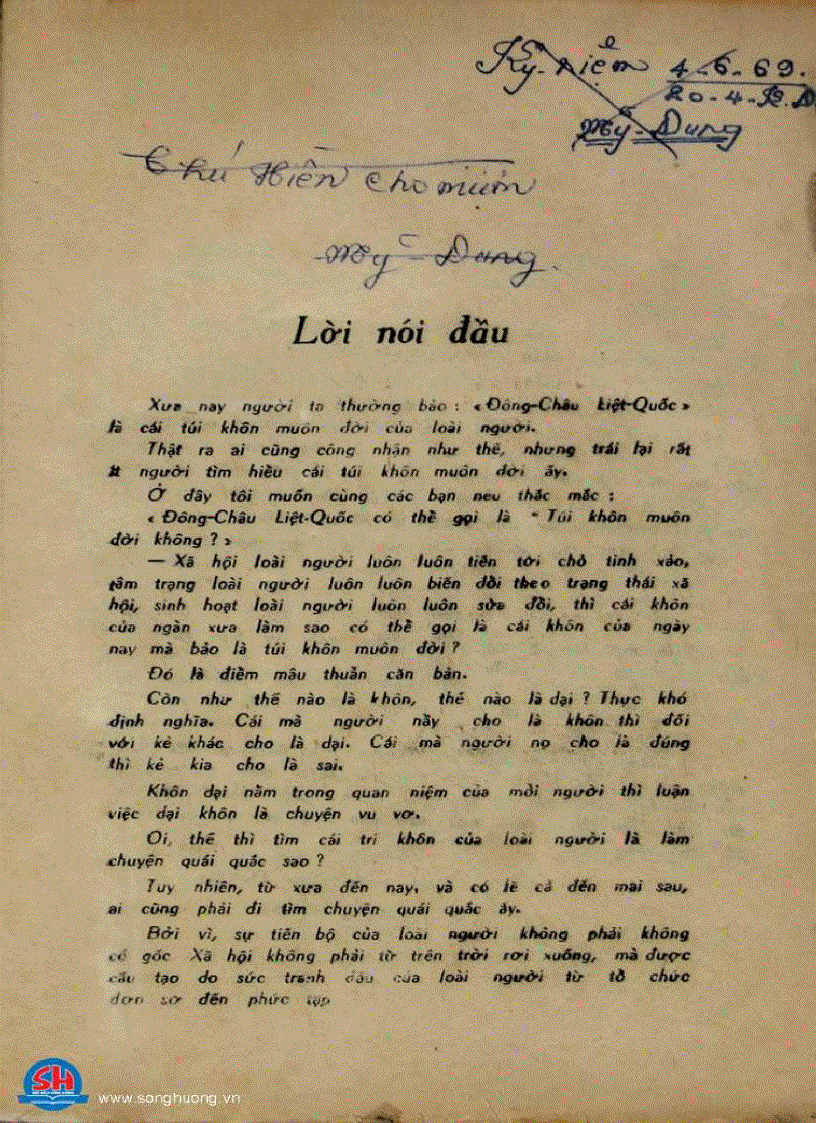 Kỷ-niệm 4-6-69.
20-4-
Mỹ-Dung
Chú Hiền cho mượn
-Mỹ-Dung.
Lời nói đầu
Xưa nay người ta thường bảo : « Đông-Châu Liệt-Quốc »
là cái túi khôn muôn đời của loài người.
Thật ra ai cũng công nhận như thế, nhưng trái lại rất
ít người tìm hiểu cái túi khôn muôn đời ấy.
Ở đây tôi muốn cùng các bạn nêu thắc mắc :
« Đông-Châu Liệt-Quốc có thể gọi là " Túi khôn muôn
đời không ? »
— Xã hội loài người luôn luôn tiến tới chỗ tinh xảo,
tâm trạng loài người luôn luôn biến đổi theo trạng thái xã
hội, sinh hoạt loài người luôn luôn sửa đổi, thì cái khôn
của ngàn xưa làm sao có thể gọi là cái khôn của ngày
nay mà bảo là túi khôn muôn đời ?
Đó là điểm mâu thuẫn căn bản.
Còn như thế nào là khôn, thế nào là dại ? Thực khó
định nghĩa. Cái mà người nầy cho là khôn thì đối
với kẻ khác cho là dại. Cái mà người nọ cho là đúng
thì kẻ kia cho là sai.
Khôn dại nằm trong quan niệm của mỗi người thì luận
việc dại khôn là chuyện vu vơ.
Ôi, thế thì tìm cái trí khôn của loài người là làm
chuyện quái quắc sao ?
Tuy nhiên, từ xưa đến nay, và có lẽ cả đến mai sau,
ai cũng phải đi tìm chuyện quái quắc ấy.
Bởi vì, sự tiến bộ của loài người không phải không
có gốc Xã hội không phải từ trên trời rơi xuống, mà được
cấu tạo do sức tranh đấu của loài người từ tổ chức
đơn sơ đến phức tạp
SH
www.songhuong.vn